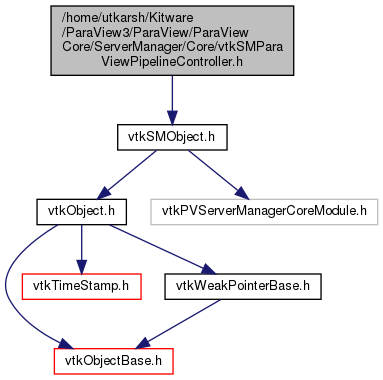 /home/utkarsh/Kitware
/ParaView3/ParaView/ParaView
Core/ServerManager/Core/vtkSMPara
ViewPipelineController.h
vtkSMObject.h
vtkObject.h
vtkPVServerManagerCoreModule.h
vtkTimeStamp.h
vtkWeakPointerBase.h
vtkObjectBase.h